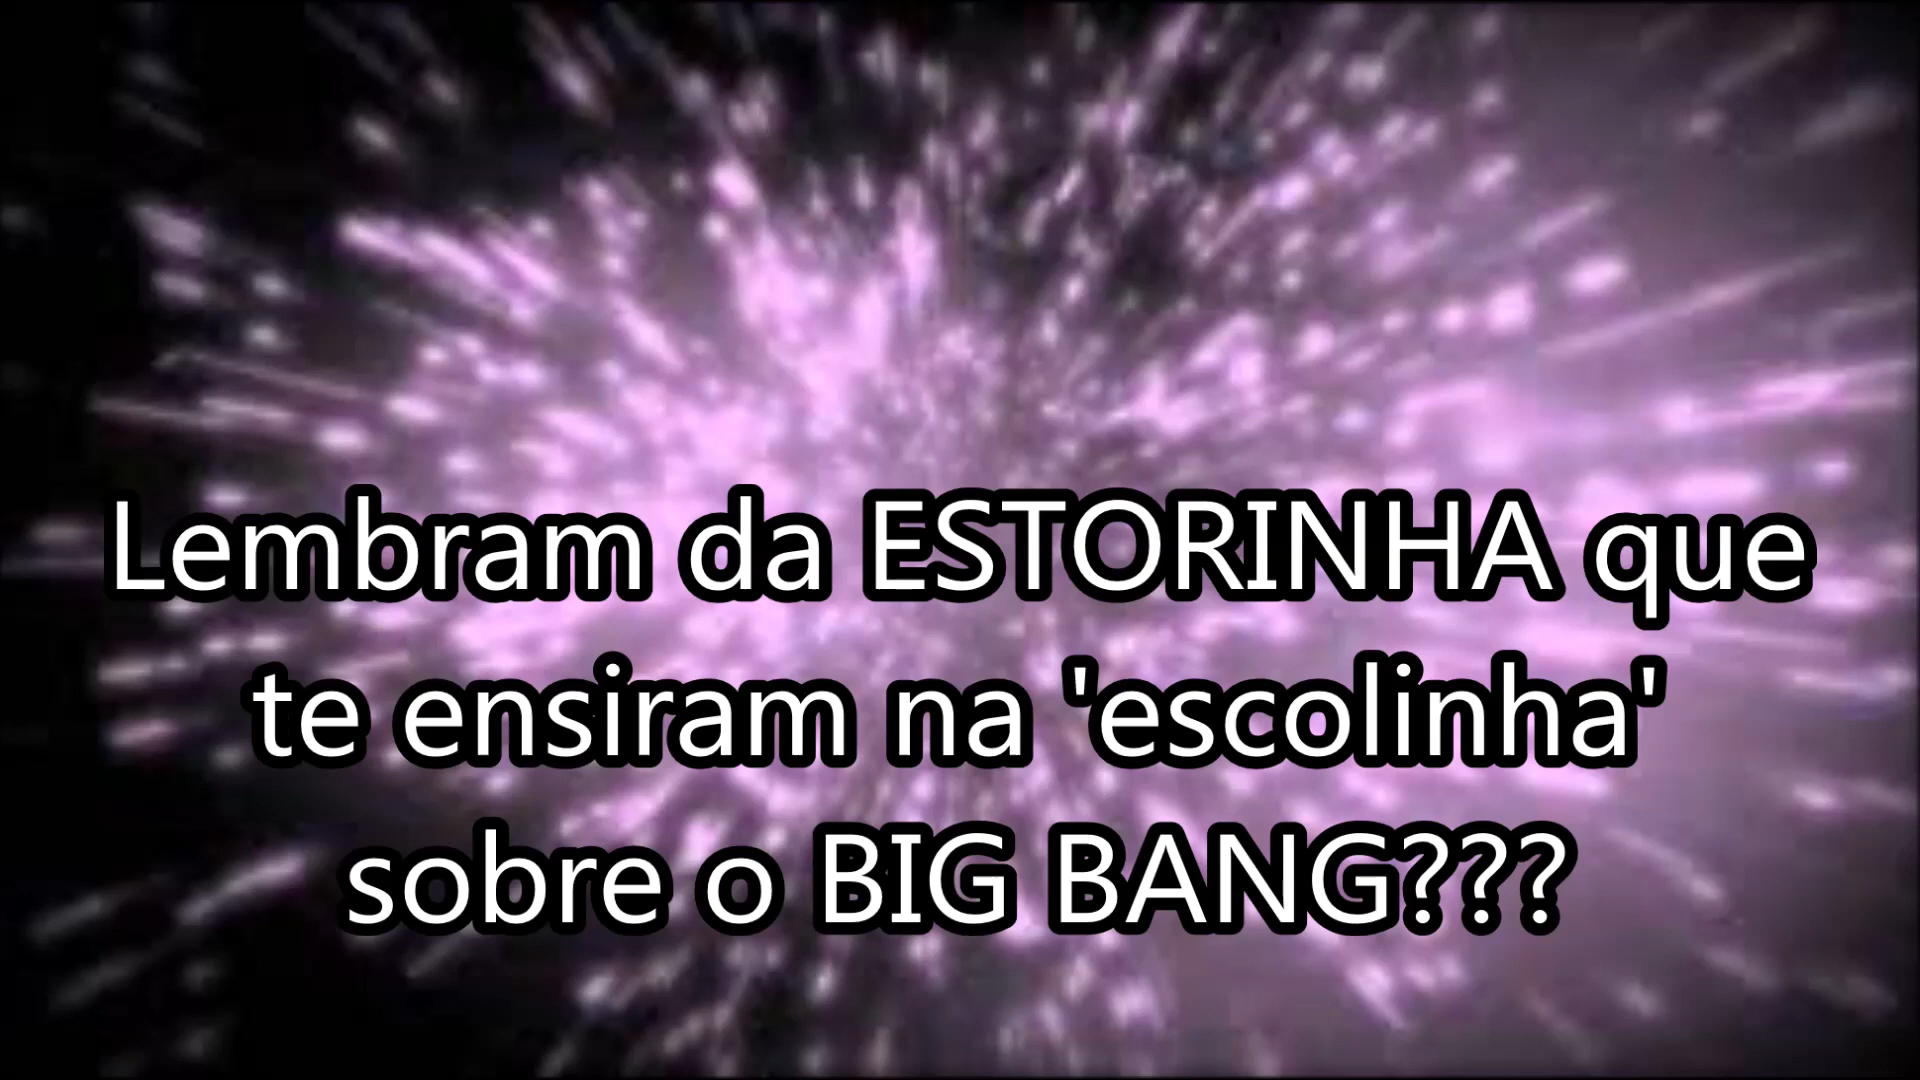 Lembram da ESTORINHA que
te ensiram na 'escolinha'
sobre o BIG BANG???